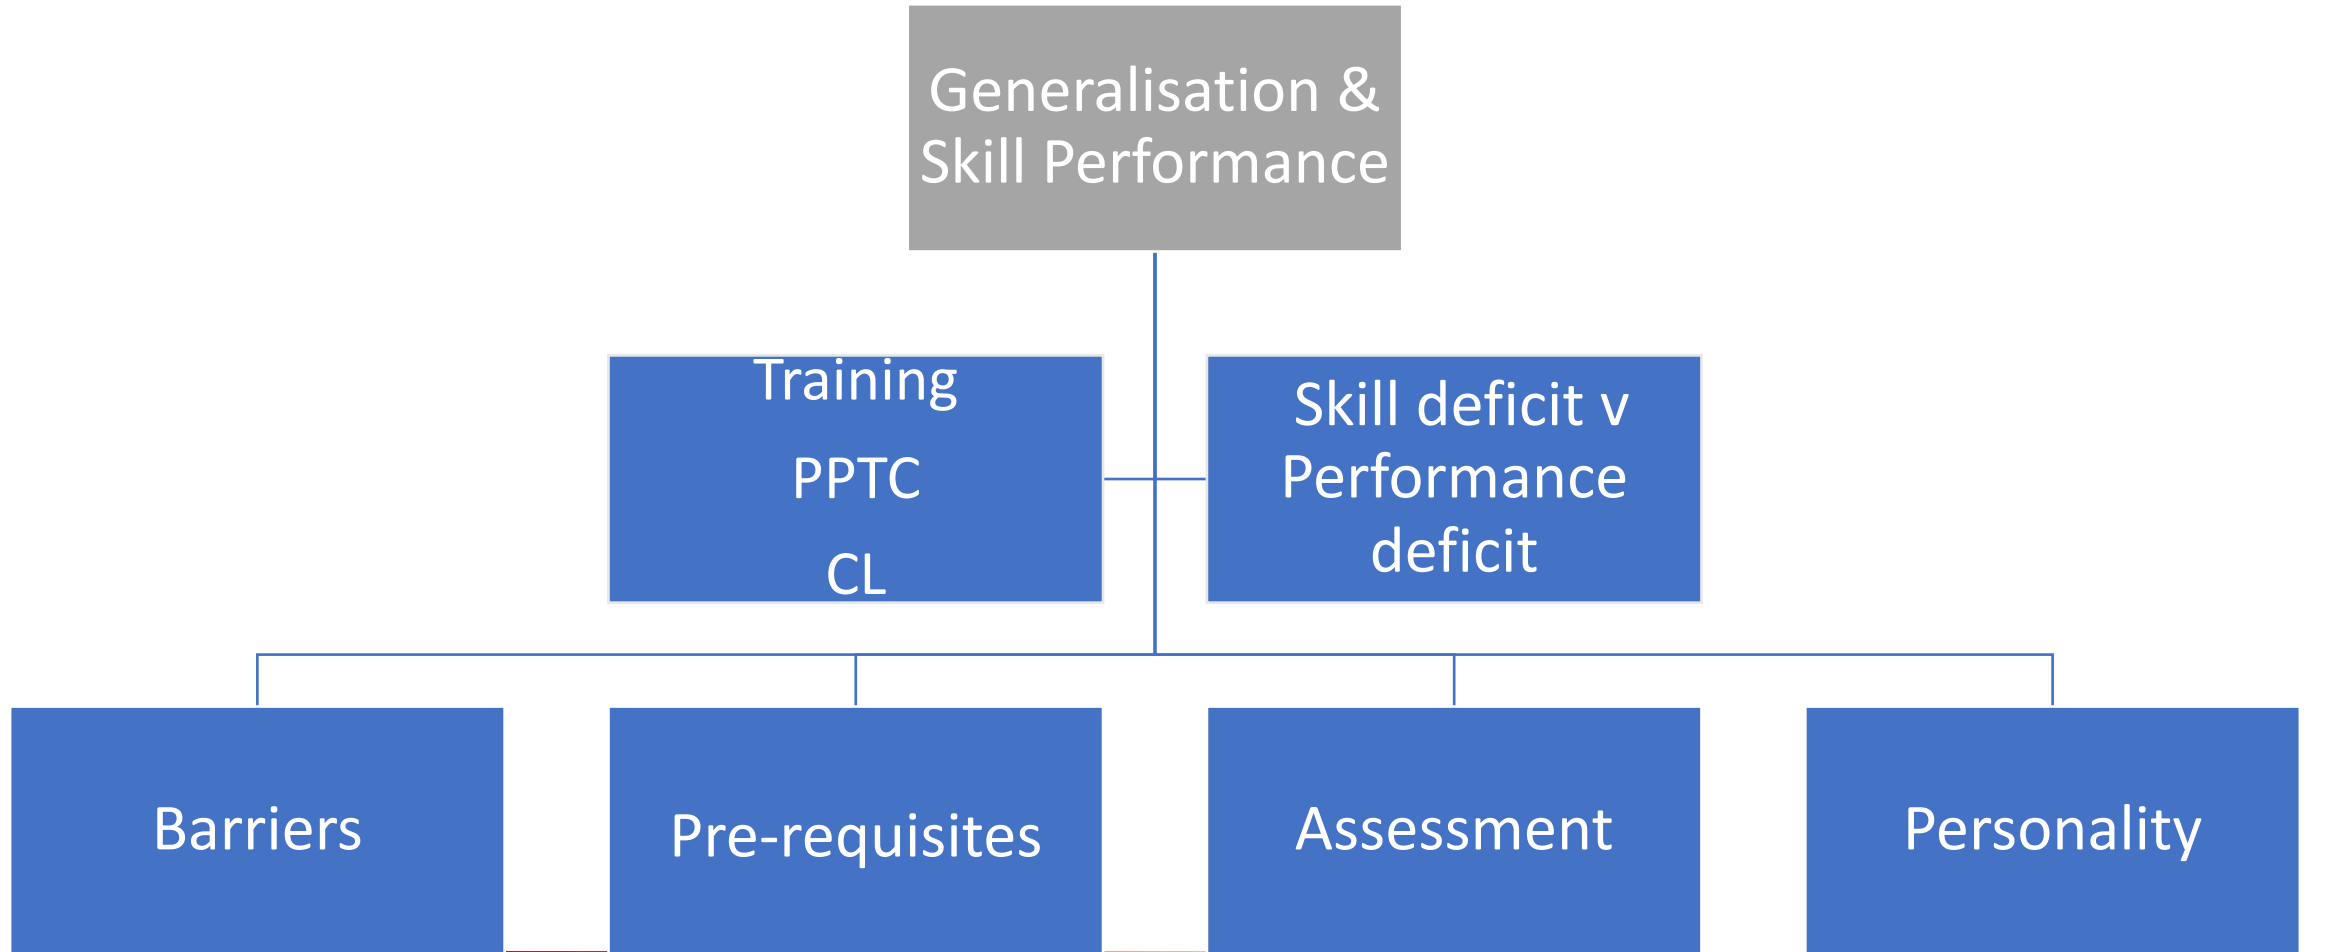 Generalisation &
Skill Performance
Training
PPTC
CL
Skill deficit v
Performance
deficit
Barriers
Pre-requisites
Assessment
Personality